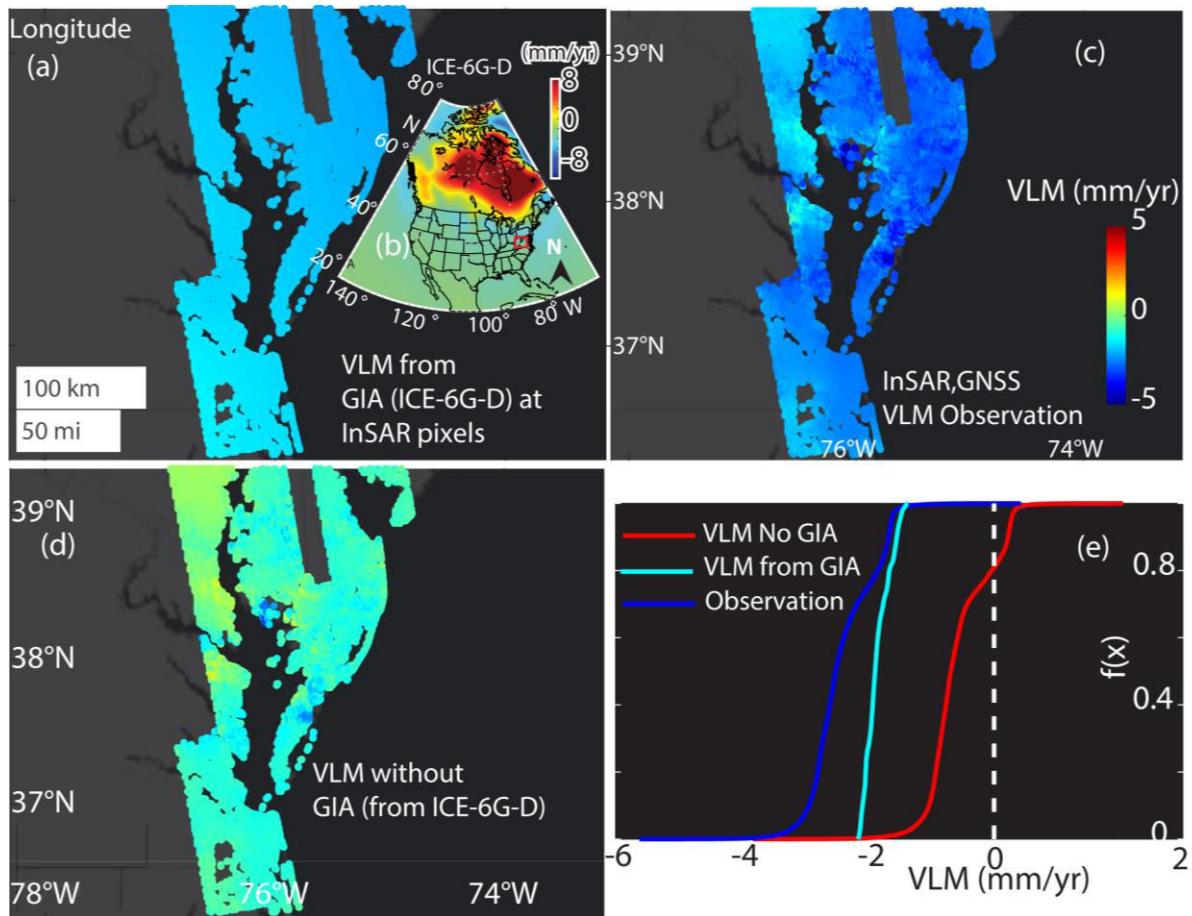 Longitude
(a)
(mm/yr)
ICE-6G-D
8
0
-8
80°
N
60°
40°
20°
140°
120°
100°
80° W
(b)
N
A
VLM from
GIA (ICE-6G-D) at
InSAR pixels
100 km
50 mi
39°N
38°N
37°N
(c)
VLM (mm/yr)
5
0
-5
InSAR,GNSS
VLM Observation
76°W
74°W
39°N
(d)
38°N
37°N
VLM without
GIA (from ICE-6G-D)
78°W
76°W
74°W
VLM No GIA
VLM from GIA
Observation
(e)
0.8
f(x)
0.4
0
-6
-4
-2
0
2
VLM (mm/yr)